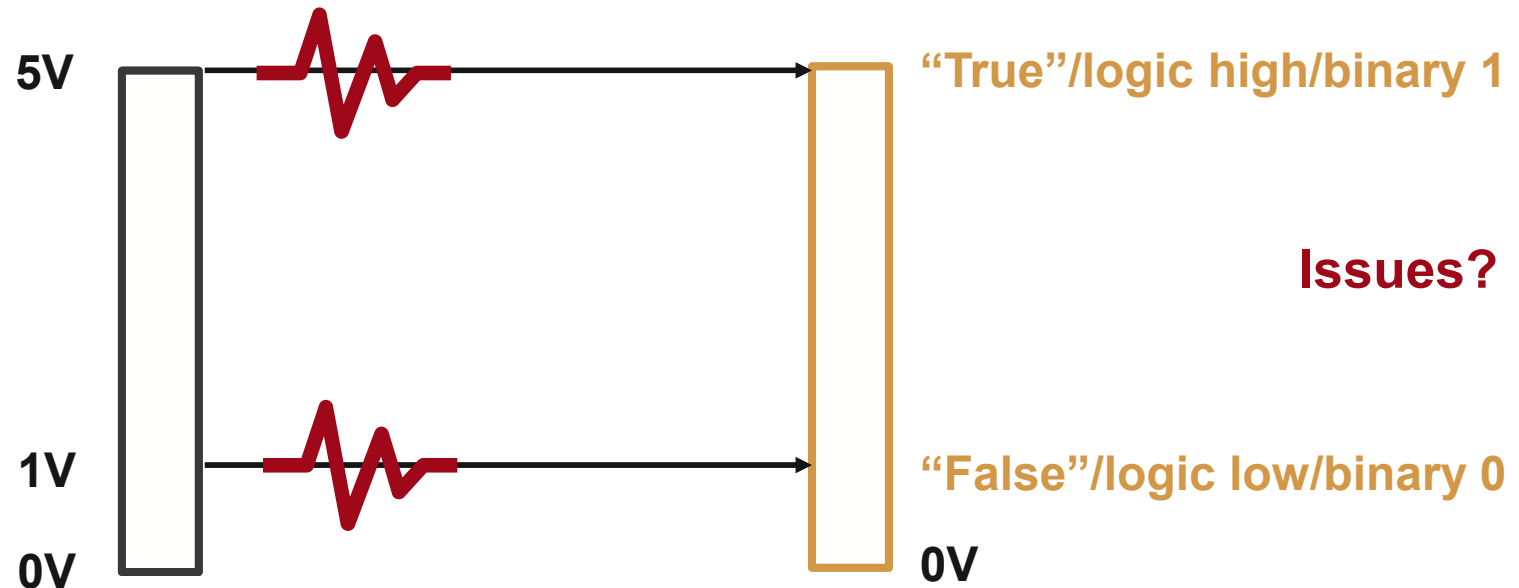 5V
“True”/logic high/binary 1
Issues?
1V
“False”/logic low/binary 0
0V
0V